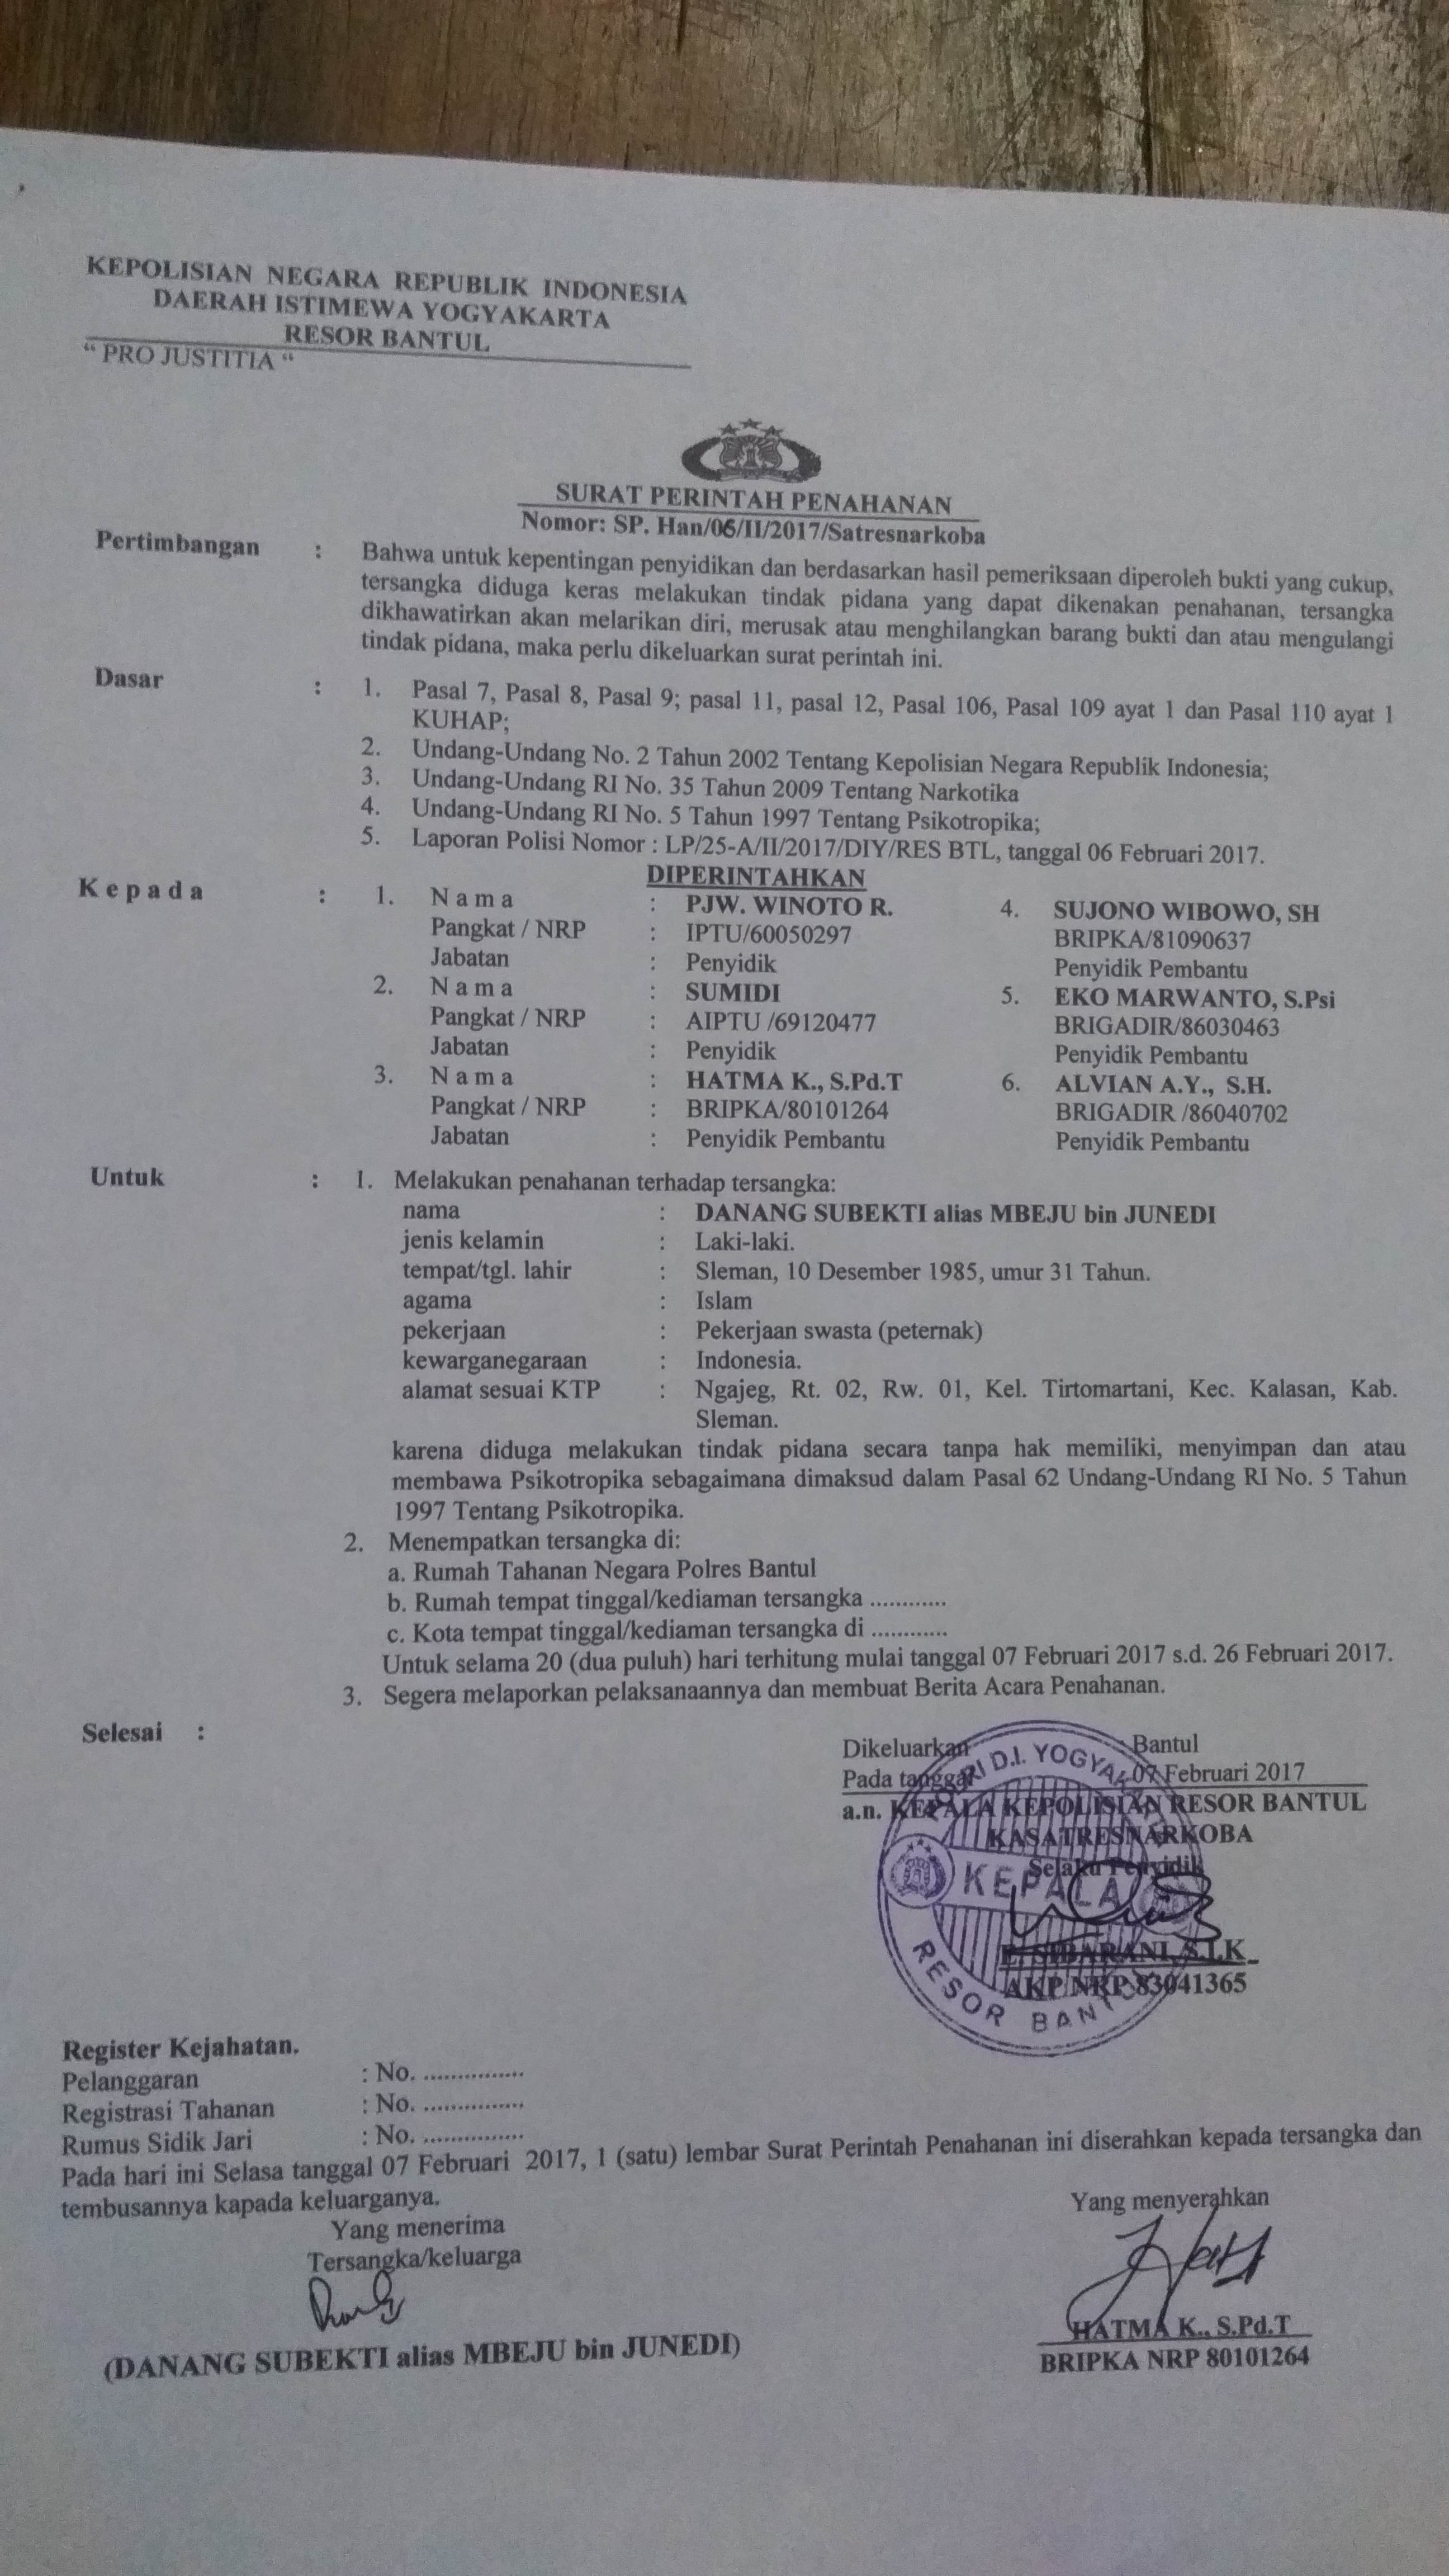 KEPOLISIAN NEGARA REPUBLIK INDONESIA
DAERAH ISTIMEWA YOGYAKARTA
RESOR BANTUL
“ PRO JUSTITIA “
SURAT PERINTAH PENAHANAN
Nomor: SP. Han/06/II/2017/Satresnarkoba
Pertimbangan : Bahwa untuk kepentingan penyidikan dan berdasarkan hasil pemeriksaan diperoleh bukti yang cukup,
tersangka diduga keras melakukan tindak pidana yang dapat dikenakan penahanan, tersangka
dikhawatirkan akan melarikan diri, merusak atau menghilangkan barang bukti dan atau mengulangi
tindak pidana, maka perlu dikeluarkan surat perintah ini.
Dasar : 1. Pasal 7, Pasal 8, Pasal 9; pasal 11, pasal 12, Pasal 106, Pasal 109 ayat 1 dan Pasal 110 ayat 1
KUHAP;
2. Undang-Undang No. 2 Tahun 2002 Tentang Kepolisian Negara Republik Indonesia;
3. Undang-Undang RI No. 35 Tahun 2009 Tentang Narkotika
4. Undang-Undang RI No. 5 Tahun 1997 Tentang Psikotropika;
5. Laporan Polisi Nomor : LP/25-A/II/2017/DIY/RES BTL, tanggal 06 Februari 2017.
DIPERINTAHKAN
K e p a d a : 1. N a m a : PJW. WINOTO R. 4. SUJONO WIBOWO, SH
Pangkat / NRP : IPTU/60050297 BRIPKA/81090637
Jabatan : Penyidik Penyidik Pembantu
2. N a m a : SUMIDI 5. EKO MARWANTO, S.Psi
Pangkat / NRP : AIPTU /69120477 BRIGADIR/86030463
Jabatan : Penyidik Penyidik Pembantu
3. N a m a : HATMA K., S.Pd.T 6. ALVIAN A.Y., S.H.
Pangkat / NRP : BRIPKA/80101264 BRIGADIR /86040702
Jabatan : Penyidik Pembantu Penyidik Pembantu
Untuk : 1. Melakukan penahanan terhadap tersangka:
nama : DANANG SUBEKTI alias MBEJU bin JUNEDI
jenis kelamin : Laki-laki.
tempat/tgl. lahir : Sleman, 10 Desember 1985, umur 31 Tahun.
agama : Islam
pekerjaan : Pekerjaan swasta (peternak)
kewarganegaraan : Indonesia.
alamat sesuai KTP : Ngajeg, Rt. 02, Rw. 01, Kel. Tirtomartani, Kec. Kalasan, Kab.
Sleman.
karena diduga melakukan tindak pidana secara tanpa hak memiliki, menyimpan dan atau
membawa Psikotropika sebagaimana dimaksud dalam Pasal 62 Undang-Undang RI No. 5 Tahun
1997 Tentang Psikotropika.
2. Menempatkan tersangka di:
a. Rumah Tahanan Negara Polres Bantul
b. Rumah tempat tinggal/kediaman tersangka ............
c. Kota tempat tinggal/kediaman tersangka di ............
Untuk selama 20 (dua puluh) hari terhitung mulai tanggal 07 Februari 2017 s.d. 26 Februari 2017.
3. Segera melaporkan pelaksanaannya dan membuat Berita Acara Penahanan.
Selesai :
Dikeluarkan : Bantul
Pada tanggal 07 Februari 2017
a.n. KEPALA KEPOLISIAN RESOR BANTUL
KASATRESNARKOBA
Selaku Penyidik
D.I. YOGYAK
KEPALA
RESOR BAN
SIBARANI, S.I.K
AKP NRP 83041365
Register Kejahatan.
Pelanggaran : No. ...............
Registrasi Tahanan : No. ...............
Rumus Sidik Jari : No. ...............
Pada hari ini Selasa tanggal 07 Februari 2017, 1 (satu) lembar Surat Perintah Penahanan ini diserahkan kepada tersangka dan
tembusannya kapada keluarganya.
Yang menerima
Tersangka/keluarga
(DANANG SUBEKTI alias MBEJU bin JUNEDI)
Yang menyerahkan
HATMA K., S.Pd.T
BRIPKA NRP 80101264